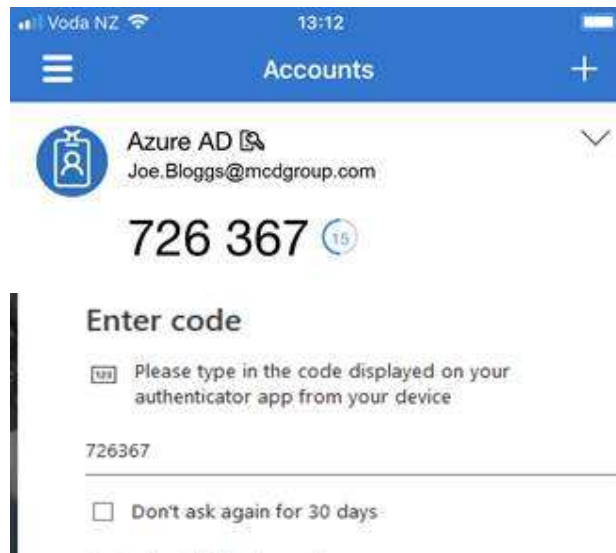 Voda NZ 13:12
Accounts
Azure AD
Joe.Bloggs@mcdgroup.com
726 367 15
Enter code
123 Please type in the code displayed on your
authenticator app from your device
726367
Don't ask again for 30 days